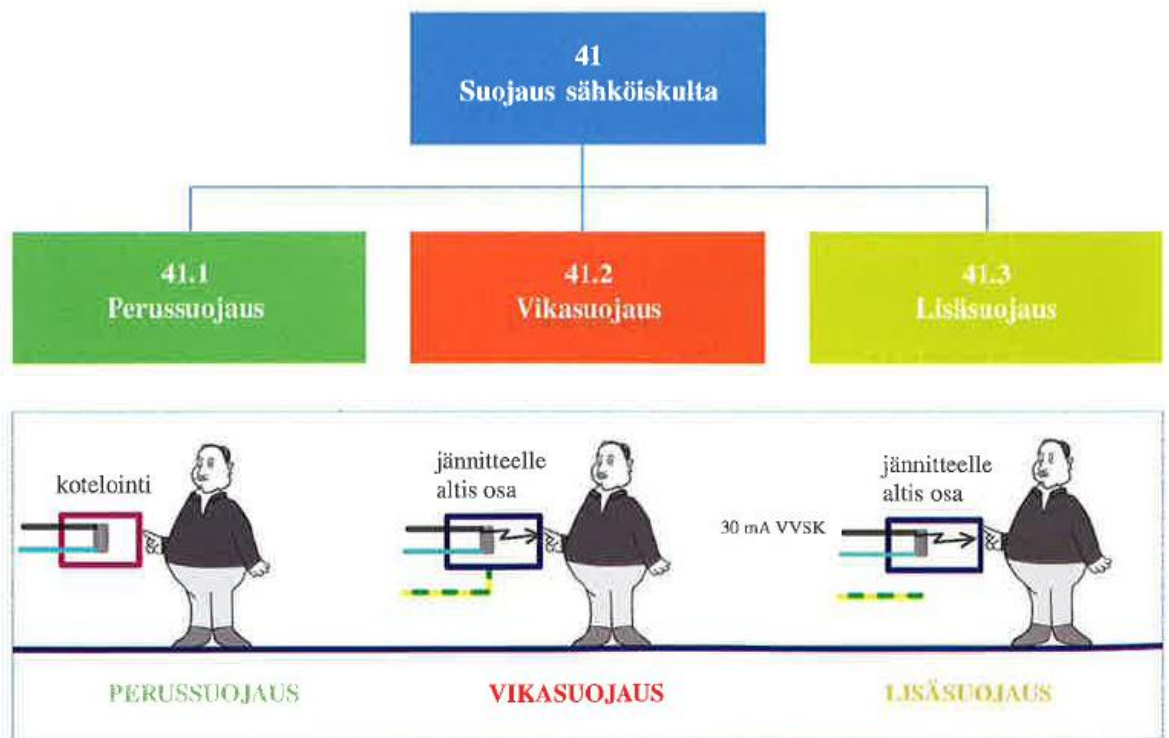 41
Suojaus sähköiskulta
41.1
Perussuojaus
41.2
Vikasuojaus
41.3
Lisäsuojaus
kotelointi
jännitteelle
altis osa
30 mA VVSK
jännitteelle
altis osa
PERUSSUOJAUS
VIKASUOJAUS
LISÄSUOJAUS